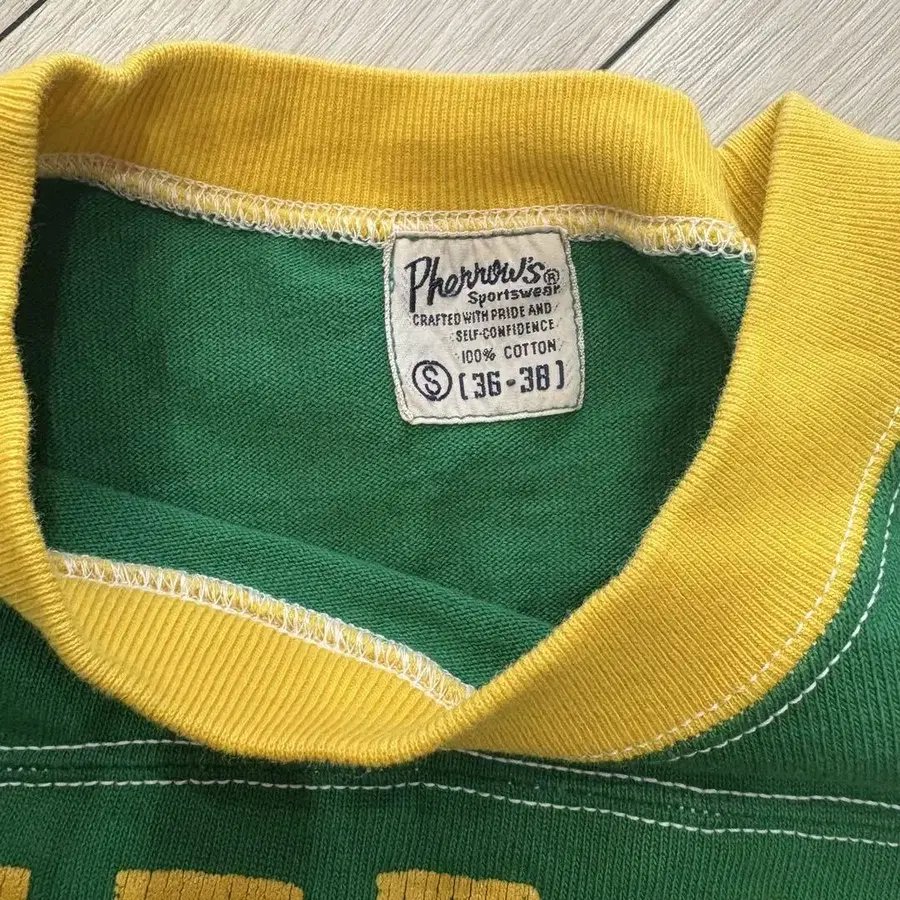 Pherrow's®
Sportswear
CRAFTED WITH PRIDE AND
SELF-CONFIDENCE
100% COTTON
Ⓢ [36-38]